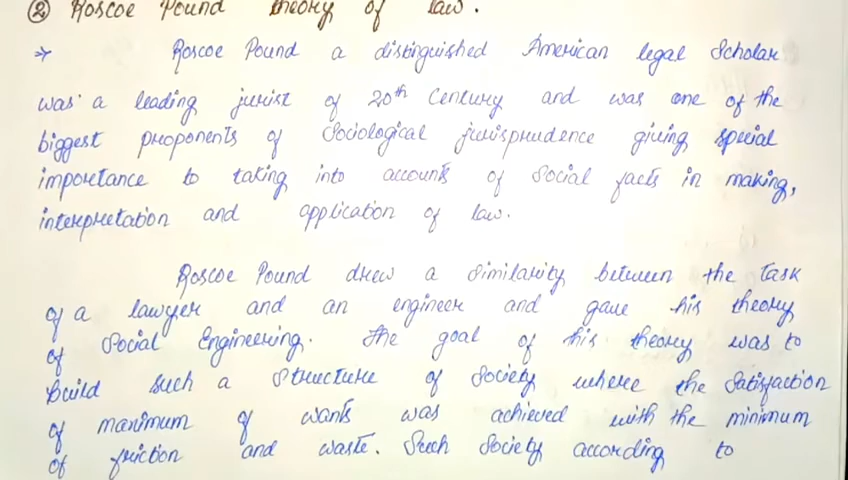 ② Roscoe Pound theory of law.
→ Roscoe Pound a distinguished American legal Scholar
was a leading jurist of 20th Century and was one of the
biggest proponents of Sociological jurisprudence giving special
importance to taking into accounts of Social facts in making,
interpretation and application of law.
Roscoe Pound drew a Similarity between the Task
of a lawyer and an engineer and gave his theory
of Social Engineering. The goal of his theory was to
build such a Structure of Society where the Satisfaction
of maximum of wants was achieved with the minimum
of friction and waste. Such Society according to